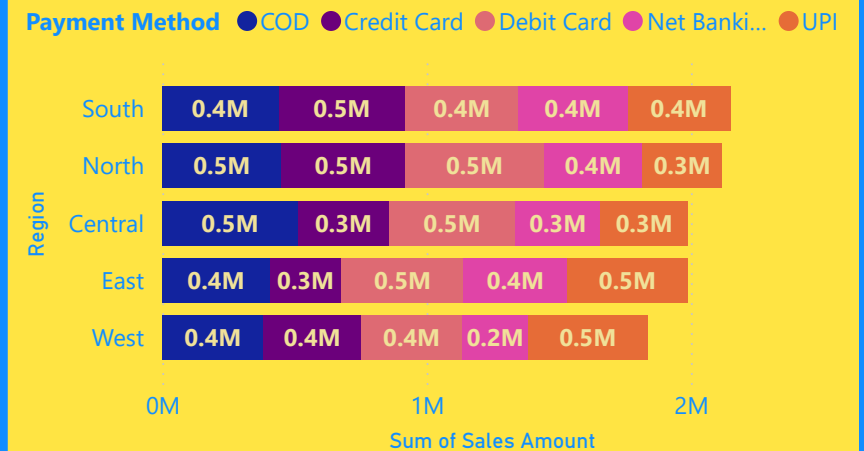 Payment Method COD Credit Card Debit Card Net Banki... UPI
South 0.4M 0.5M 0.4M 0.4M 0.4M
North 0.5M 0.5M 0.5M 0.4M 0.3M
Central 0.5M 0.3M 0.5M 0.3M 0.3M
East 0.4M 0.3M 0.5M 0.4M 0.5M
West 0.4M 0.4M 0.4M 0.2M 0.5M
Region
0M 1M 2M
Sum of Sales Amount